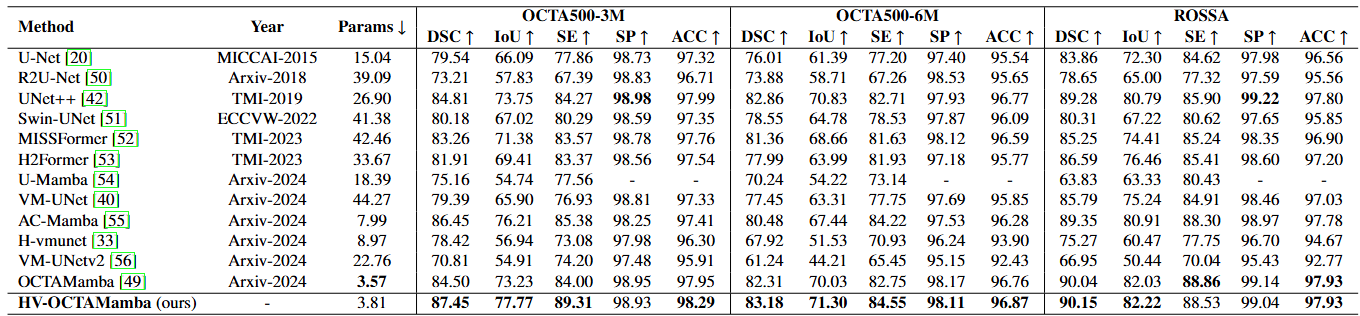 Method Year Params ↓ OCTA500-3M OCTA500-6M ROSSA
DSC ↑ IoU ↑ SE ↑ SP ↑ ACC ↑ DSC ↑ IoU ↑ SE ↑ SP ↑ ACC ↑ DSC ↑ IoU ↑ SE ↑ SP ↑ ACC ↑
U-Net [20] MICCAI-2015 15.04 79.54 66.09 77.86 98.73 97.32 76.01 61.39 77.20 97.40 95.54 83.86 72.30 84.62 97.98 96.56
R2U-Net [50] Arxiv-2018 39.09 73.21 57.83 67.39 98.83 96.71 73.88 58.71 67.26 98.53 95.65 78.65 65.00 77.32 97.59 95.56
UNet++ [42] TMI-2019 26.90 84.81 73.75 84.27 98.98 97.99 82.86 70.83 82.71 97.93 96.77 89.28 80.79 85.90 99.22 97.80
Swin-UNet [51] ECCVW-2022 41.38 80.18 67.02 80.29 98.59 97.35 78.55 64.78 78.53 97.87 96.09 80.31 67.22 80.62 97.65 95.85
MISSFormer [52] TMI-2023 42.46 83.26 71.38 83.57 98.78 97.76 81.36 68.66 81.63 98.12 96.59 85.25 74.41 85.24 98.35 96.90
H2Former [53] TMI-2023 33.67 81.91 69.41 83.37 98.56 97.54 77.99 63.99 81.93 97.18 95.77 86.59 76.46 85.41 98.60 97.20
U-Mamba [54] Arxiv-2024 18.39 75.16 54.74 77.56 - - 70.24 54.22 73.14 - - 63.83 63.33 80.43 - -
VM-UNet [40] Arxiv-2024 44.27 79.39 65.90 76.93 98.81 97.33 77.45 63.31 77.75 97.69 95.85 85.79 75.24 84.91 98.46 97.03
AC-Mamba [55] Arxiv-2024 7.99 86.45 76.21 85.38 98.25 97.41 80.48 67.44 84.22 97.53 96.28 89.35 80.91 88.30 98.97 97.78
H-vmunet [33] Arxiv-2024 8.97 78.42 56.94 73.08 97.98 96.30 67.92 51.53 70.93 96.24 93.90 75.27 60.47 77.75 96.70 94.67
VM-UNetv2 [56] Arxiv-2024 22.76 70.81 54.91 74.20 97.48 95.91 61.24 44.21 65.45 95.15 92.43 66.95 50.44 70.04 95.43 92.77
OCTAMamba [49] Arxiv-2024 3.57 84.50 73.23 84.00 98.95 97.95 82.31 70.03 82.75 98.17 96.76 90.04 82.03 88.86 99.14 97.93
HV-OCTAMamba (ours) - 3.81 87.45 77.77 89.31 98.93 98.29 83.18 71.30 84.55 98.11 96.87 90.15 82.22 88.53 99.04 97.93